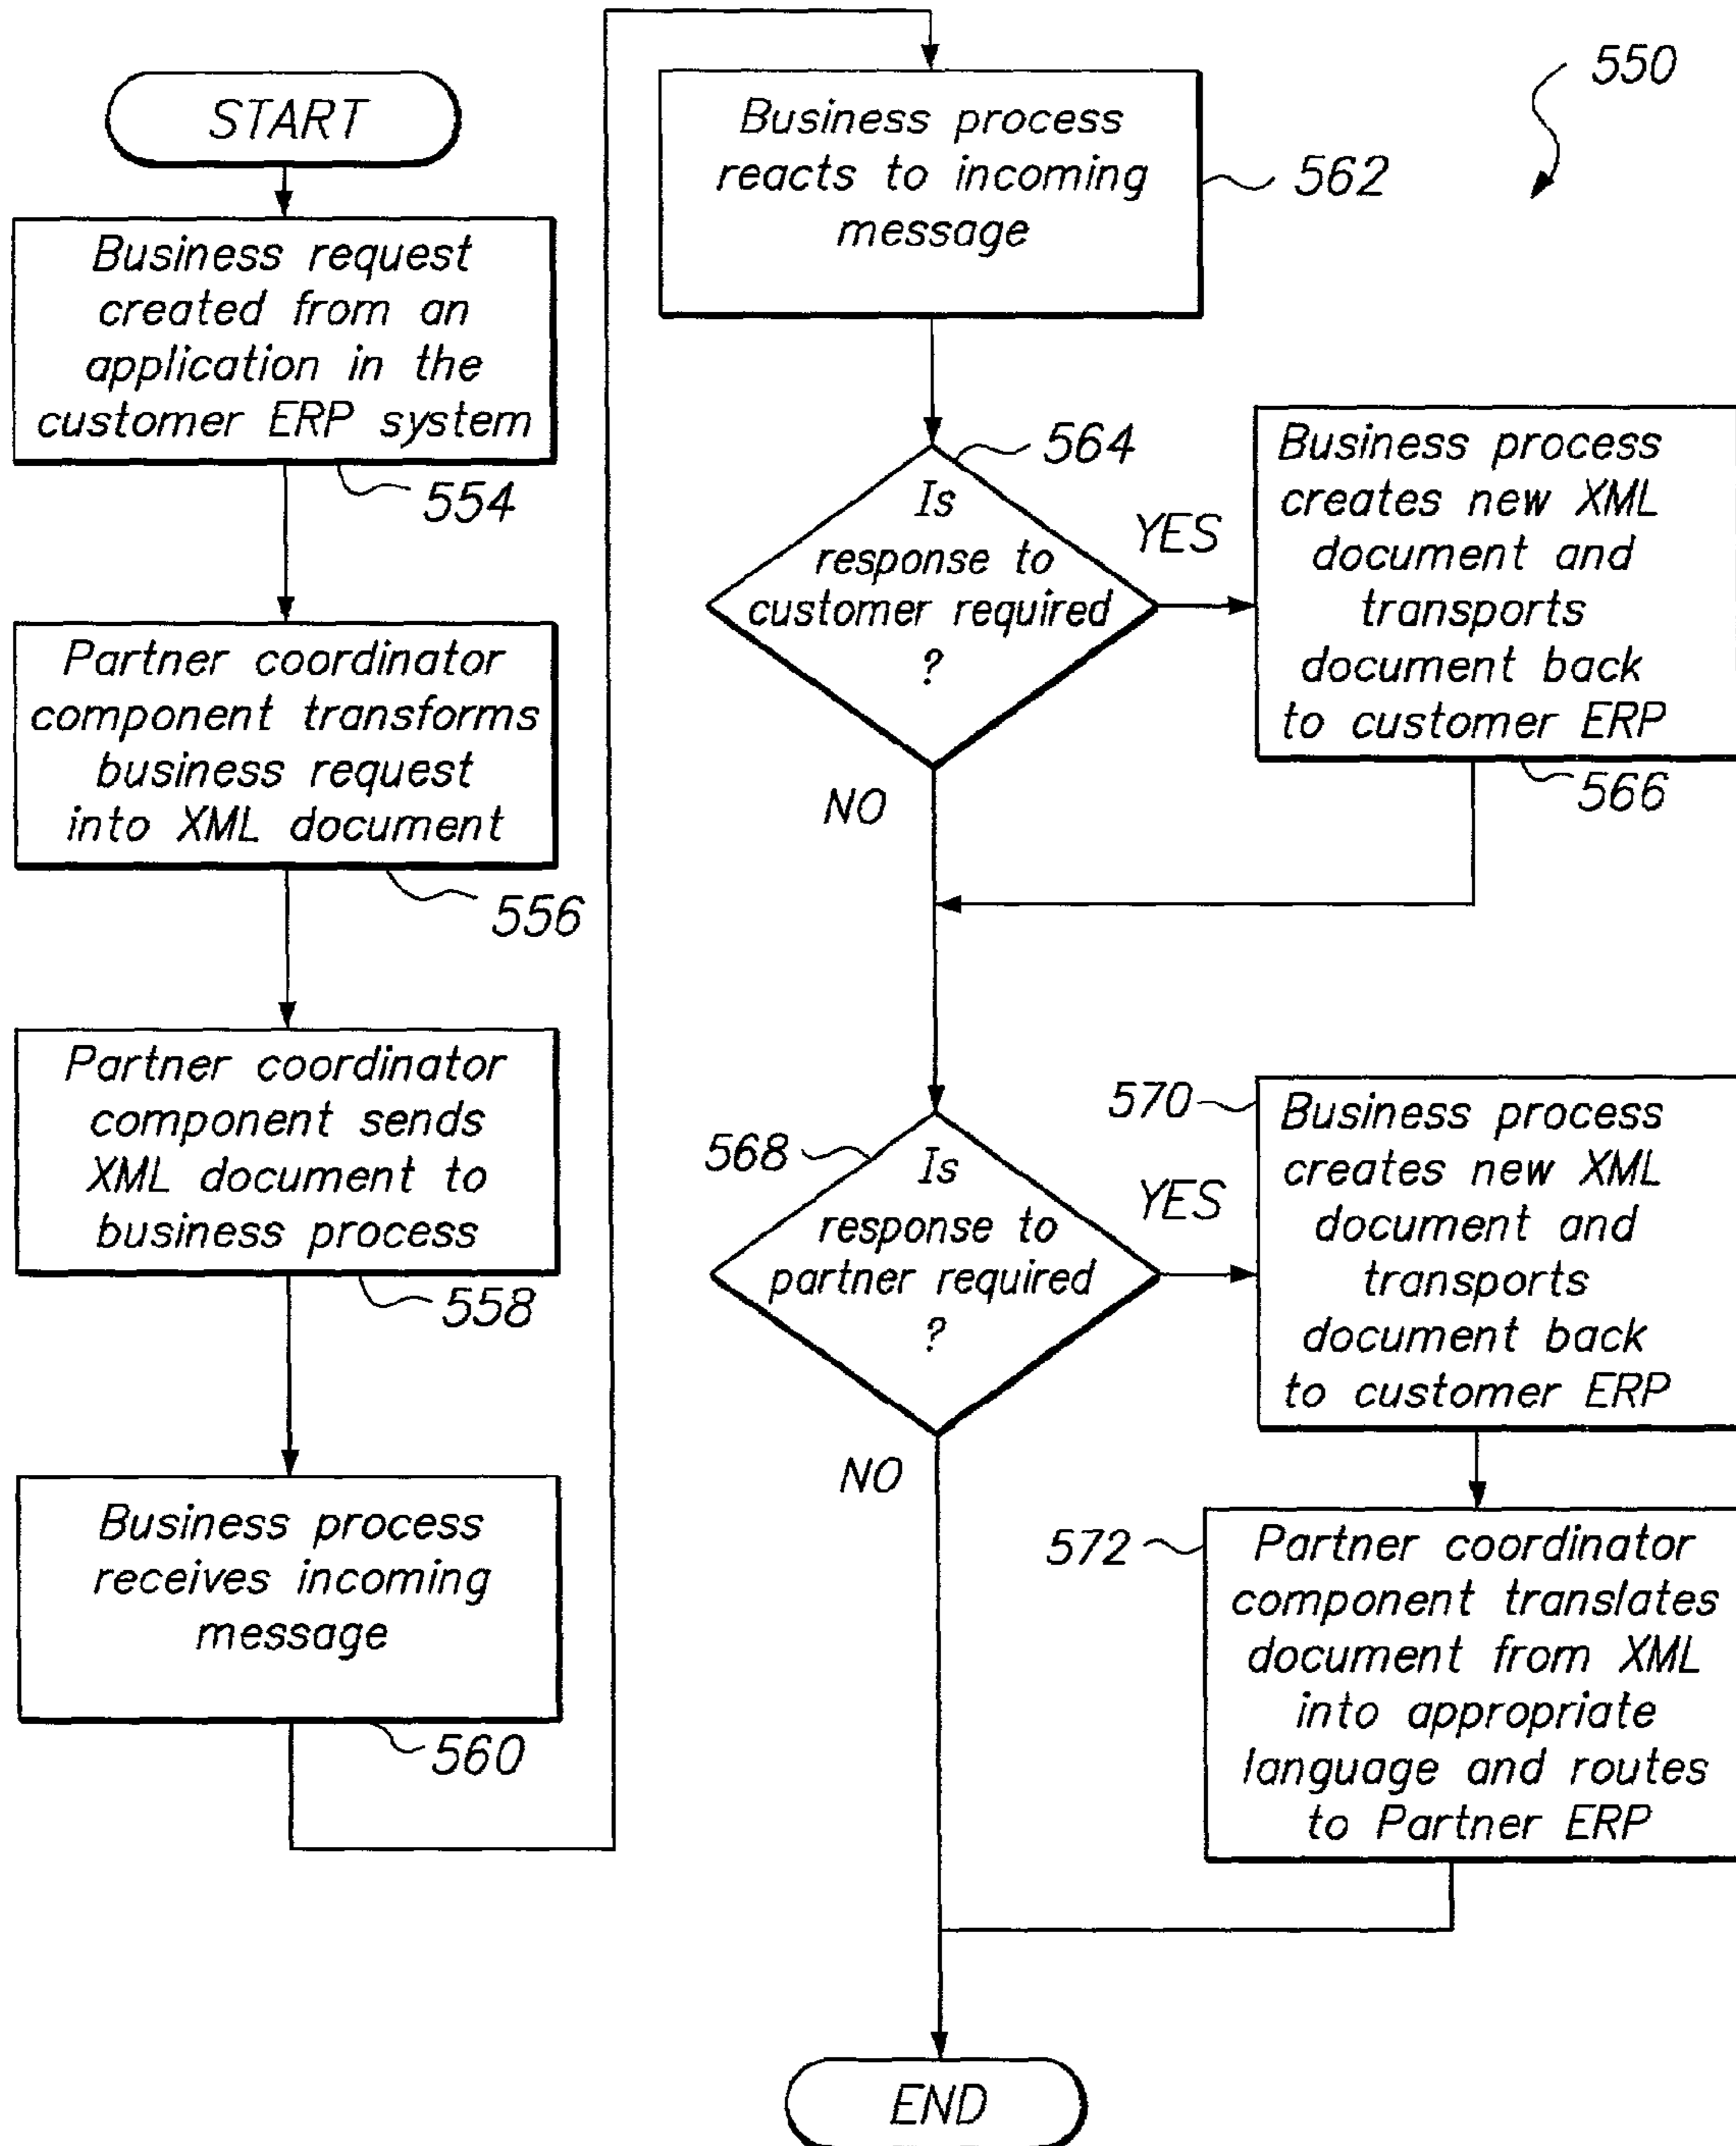 START
Business request
created from an
application in the
customer ERP system
554
Partner coordinator
component transforms
business request
into XML document
556
Partner coordinator
component sends
XML document to
business process
558
Business process
receives incoming
message
560
550
Business process
reacts to incoming
message
562
564
Is
response to
customer required
?
YES
NO
Business process
creates new XML
document and
transports
document back
to customer ERP
566
568
Is
response to
partner required
?
YES
NO
570
Business process
creates new XML
document and
transports
document back
to customer ERP
572
Partner coordinator
component translates
document from XML
into appropriate
language and routes
to Partner ERP
END